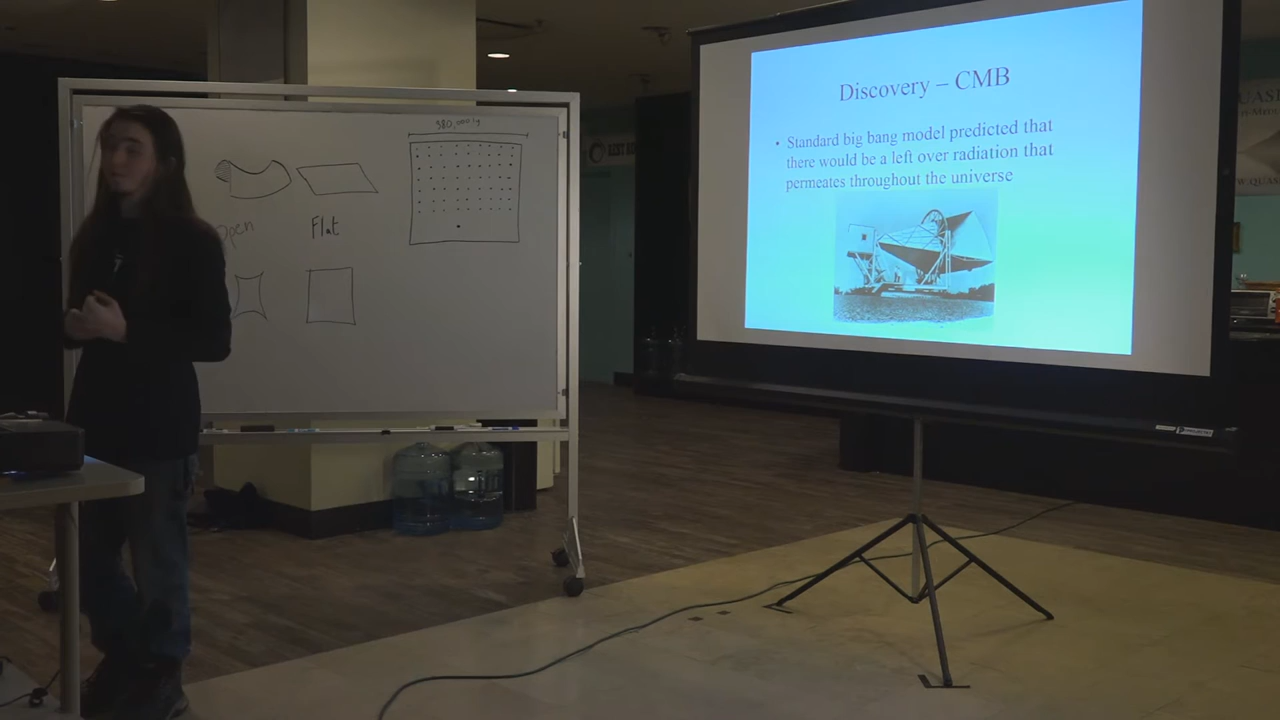 380,000 ly
Open
Flat
Discovery – CMB
• Standard big bang model predicted that
there would be a left over radiation that
permeates throughout the universe